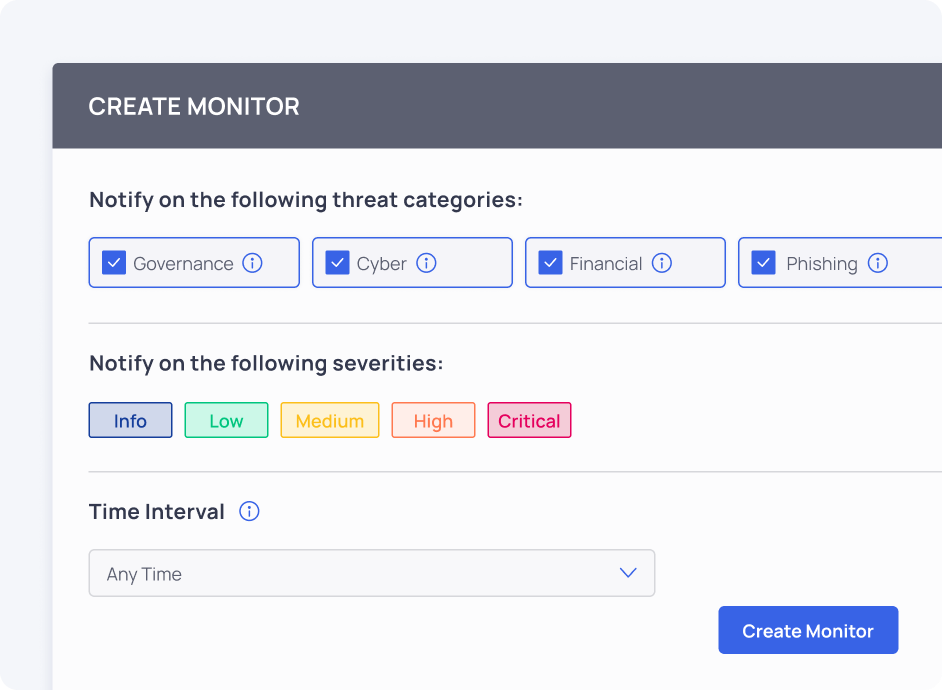 CREATE MONITOR
Notify on the following threat categories:
Governance Cyber Financial Phishing
Notify on the following severities:
Info Low Medium High Critical
Time Interval
Any Time
Create Monitor